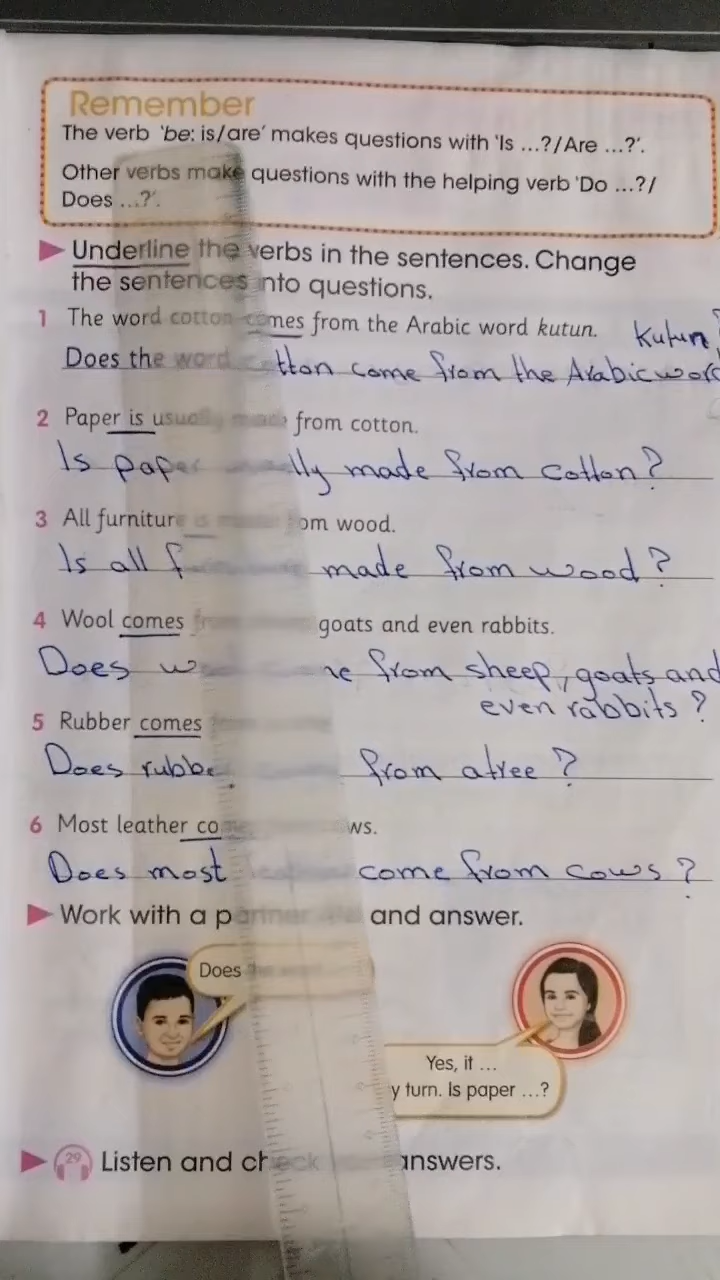 Remember
The verb 'be: is/are' makes questions with 'Is ...?/Are ...?'.
Other verbs make questions with the helping verb 'Do ...?/
Does ...?'.
Underline the verbs in the sentences. Change
the sentences into questions.
1 The word cotton comes from the Arabic word kutun. Kutun?
Does the word cotton come from the Arabic word
2 Paper is usually made from cotton.
Is paper usually made from cotton?
3 All furniture is made from wood.
Is all made from wood?
4 Wool comes goats and even rabbits.
Does from sheep, goats and
even rabbits?
5 Rubber comes
Does rubber from a tree?
6 Most leather
Does most come from cows?
Work with a partner. and answer.
Does
Yes, it ...
y turn. Is paper ...?
29 Listen and check answers.